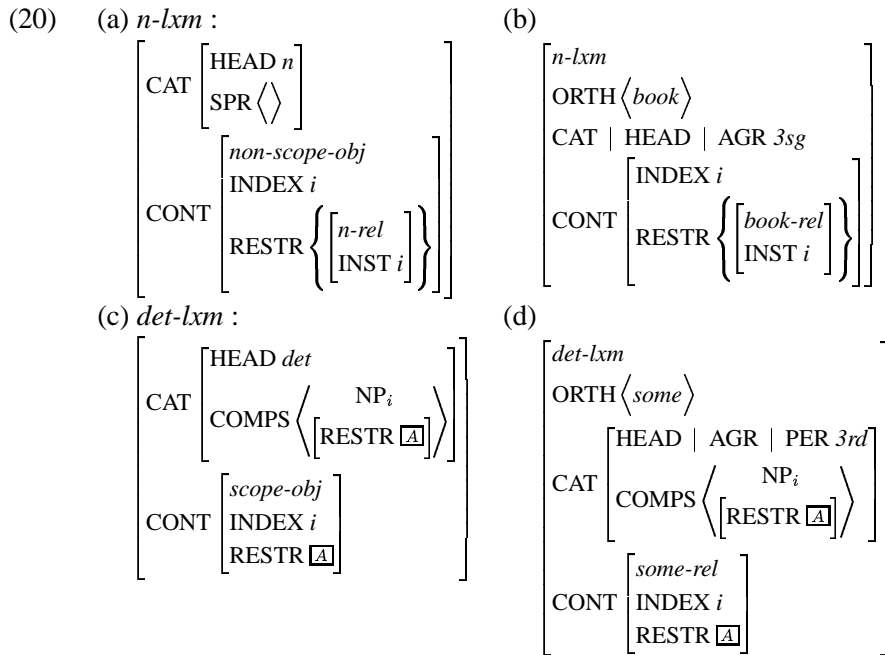 (20) (a) n-lxm :
CAT [HEAD n
SPR ⟨⟩]
CONT [non-scope-obj
INDEX i
RESTR {[n-rel
INST i]}]
(b)
n-lxm
ORTH⟨book⟩
CAT | HEAD | AGR 3sg
CONT [INDEX i
RESTR {[book-rel
INST i]}]
(c) det-lxm :
CAT [HEAD det
COMPS ⟨NPi
[RESTR A]⟩]
CONT [scope-obj
INDEX i
RESTR A]
(d)
det-lxm
ORTH⟨some⟩
CAT [HEAD | AGR | PER 3rd
COMPS ⟨NPi
[RESTR A]⟩]
CONT [some-rel
INDEX i
RESTR A]